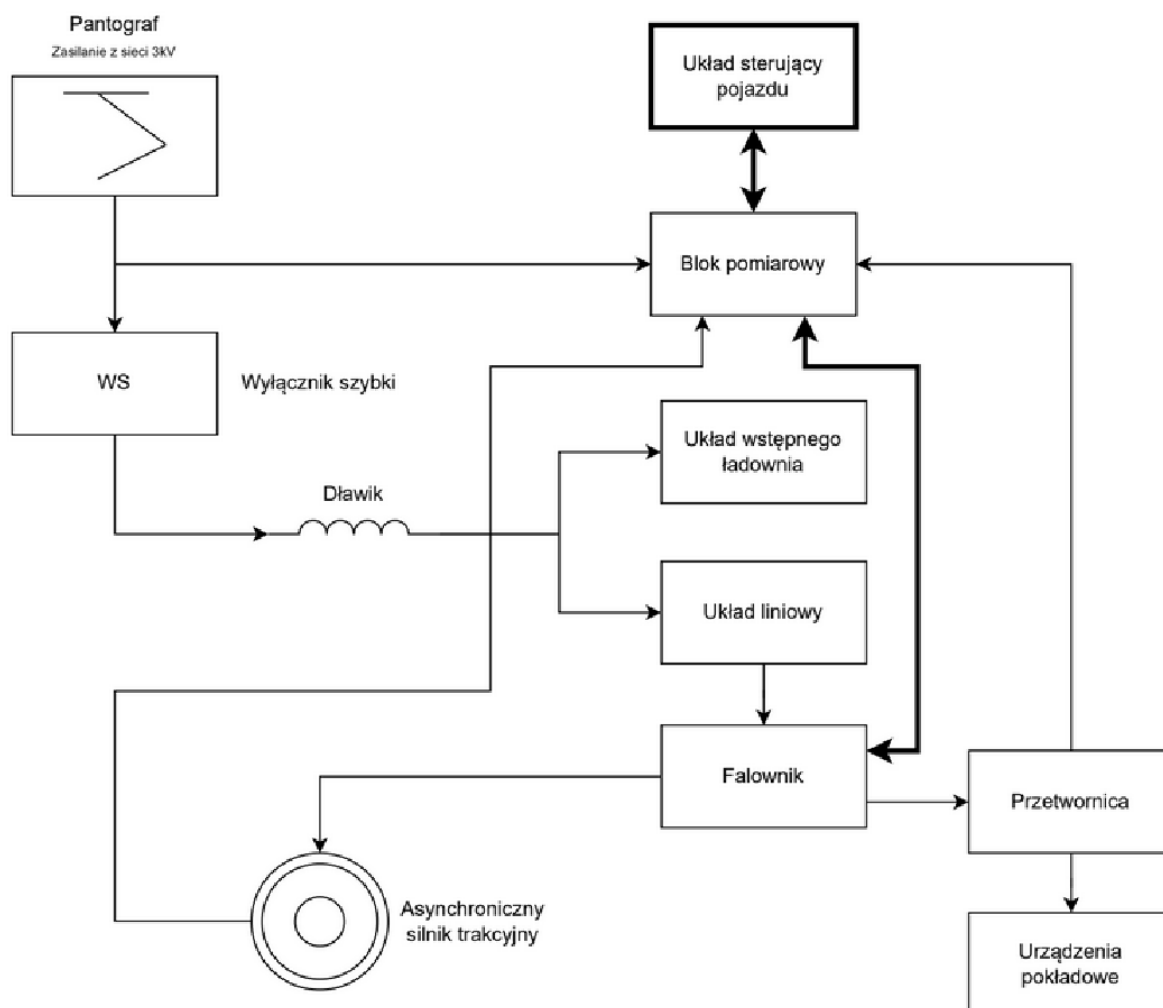 Pantograf
Zasilanie z sieci 3kV
Układ sterujący
pojazdu
Blok pomiarowy
WS
Wyłącznik szybki
Układ wstępnego
ładownia
Dławik
Układ liniowy
Falownik
Przetwornica
Asynchroniczny
silnik trakcyjny
Urządzenia
pokładowe